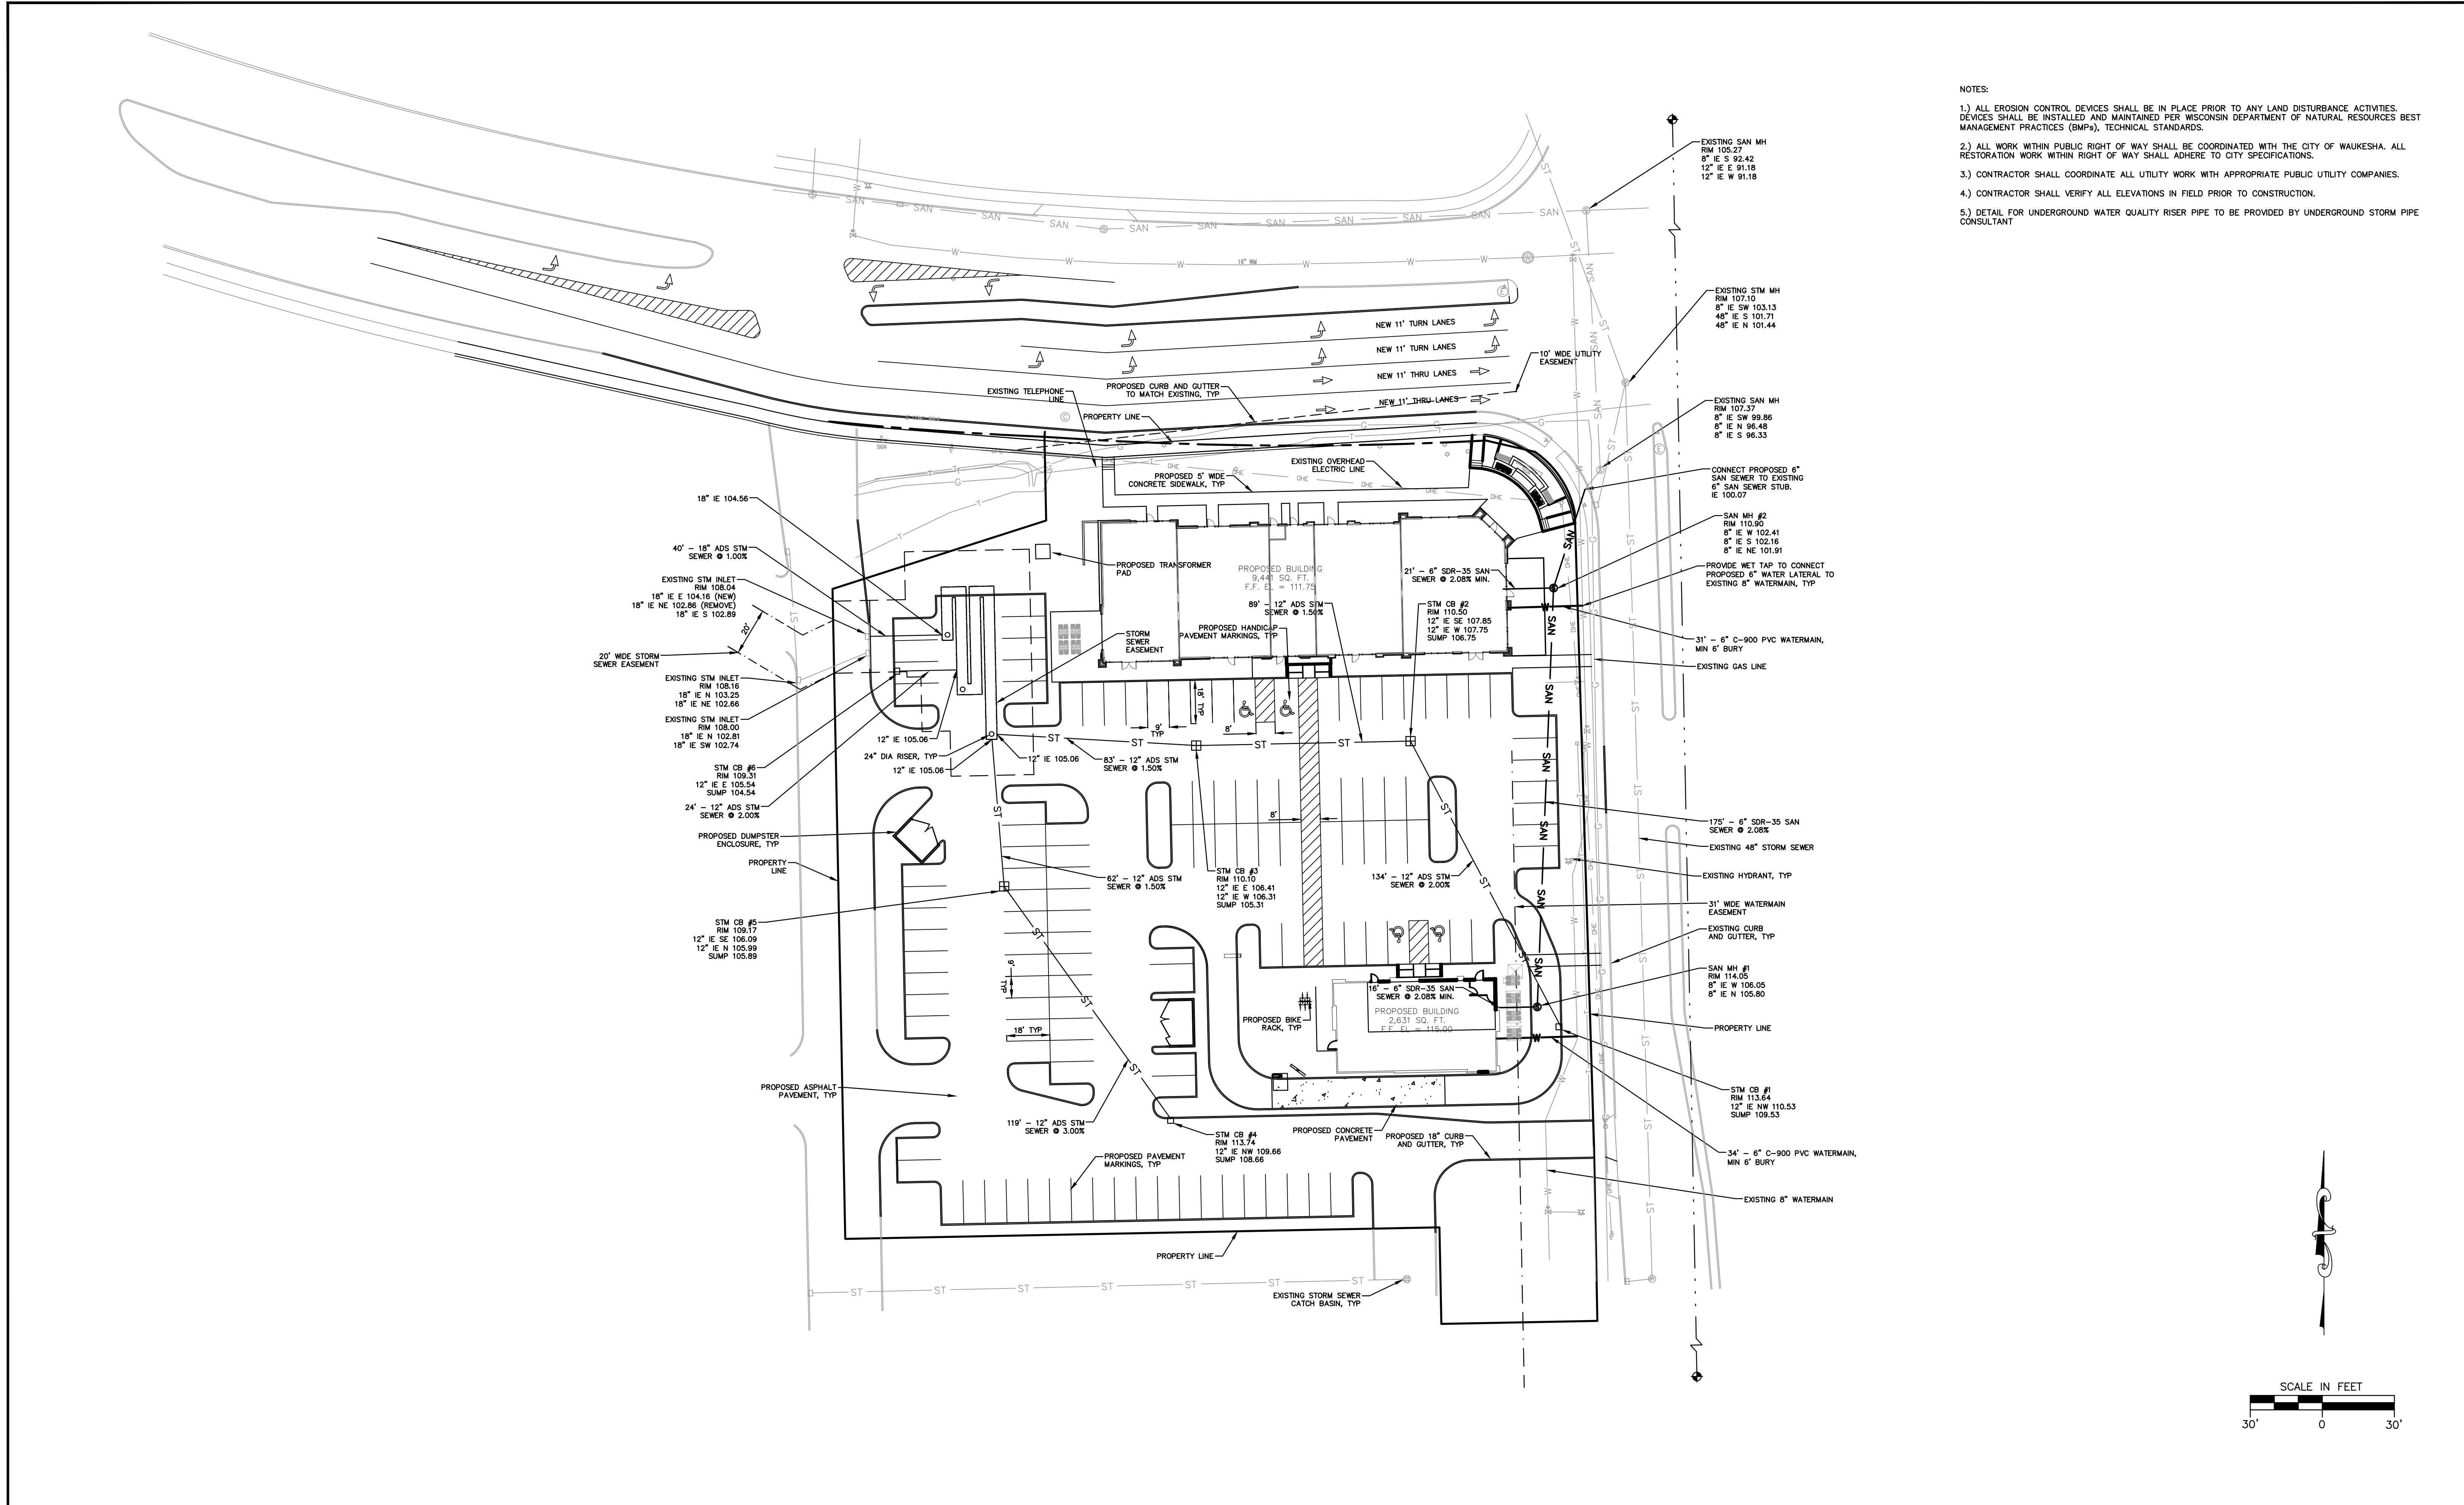 NOTES:
1.) ALL EROSION CONTROL DEVICES SHALL BE IN PLACE PRIOR TO ANY LAND DISTURBANCE ACTIVITIES.
DEVICES SHALL BE INSTALLED AND MAINTAINED PER WISCONSIN DEPARTMENT OF NATURAL RESOURCES BEST
MANAGEMENT PRACTICES (BMPs), TECHNICAL STANDARDS.
2.) ALL WORK WITHIN PUBLIC RIGHT OF WAY SHALL BE COORDINATED WITH THE CITY OF WAUKESHA. ALL
RESTORATION WORK WITHIN RIGHT OF WAY SHALL ADHERE TO CITY SPECIFICATIONS.
3.) CONTRACTOR SHALL COORDINATE ALL UTILITY WORK WITH APPROPRIATE PUBLIC UTILITY COMPANIES.
4.) CONTRACTOR SHALL VERIFY ALL ELEVATIONS IN FIELD PRIOR TO CONSTRUCTION.
5.) DETAIL FOR UNDERGROUND WATER QUALITY RISER PIPE TO BE PROVIDED BY UNDERGROUND STORM PIPE
CONSULTANT
EXISTING SAN MH
RIM 105.27
8" IE S 92.42
12" IE E 91.18
12" IE W 91.18
EXISTING STM MH
RIM 107.10
8" IE SW 103.13
48" IE S 101.71
48" IE N 101.44
16" WM
NEW 11' TURN LANES
NEW 11' TURN LANES
NEW 11' THRU LANES
NEW 11' THRU LANES
10' WIDE UTILITY
EASEMENT
EXISTING TELEPHONE
LINE
PROPOSED CURB AND GUTTER
TO MATCH EXISTING, TYP
PROPERTY LINE
EXISTING SAN MH
RIM 107.37
8" IE SW 99.86
8" IE N 96.48
8" IE S 96.33
EXISTING OVERHEAD
ELECTRIC LINE
PROPOSED 5' WIDE
CONCRETE SIDEWALK, TYP
CONNECT PROPOSED 6"
SAN SEWER TO EXISTING
6" SAN SEWER STUB.
IE 100.07
SAN MH #2
RIM 110.90
8" IE W 102.41
8" IE S 102.16
8" IE NE 101.91
PROVIDE WET TAP TO CONNECT
PROPOSED 6" WATER LATERAL TO
EXISTING 8" WATERMAIN, TYP
31' - 6" C-900 PVC WATERMAIN,
MIN 6' BURY
EXISTING GAS LINE
18" IE 104.56
40' - 18" ADS STM
SEWER @ 1.00%
EXISTING STM INLET
RIM 108.04
18" IE E 104.16 (NEW)
18" IE NE 102.86 (REMOVE)
18" IE S 102.89
20'
20' WIDE STORM
SEWER EASEMENT
EXISTING STM INLET
RIM 108.16
18" IE N 103.25
18" IE NE 102.66
EXISTING STM INLET
RIM 108.00
18" IE N 102.81
18" IE SW 102.74
STM CB #6
RIM 109.31
12" IE E 105.54
SUMP 104.54
24' - 12" ADS STM
SEWER @ 2.00%
PROPOSED DUMPSTER
ENCLOSURE, TYP
PROPERTY
LINE
PROPOSED TRANSFORMER
PAD
STORM
SEWER
EASEMENT
PROPOSED BUILDING
9,441 SQ. FT.
F.F. EL = 111.75
21' - 6" SDR-35 SAN
SEWER @ 2.08% MIN.
89' - 12" ADS STM
SEWER @ 1.50%
PROPOSED HANDICAP
PAVEMENT MARKINGS, TYP
STM CB #2
RIM 110.50
12" IE SE 107.85
12" IE W 107.75
SUMP 106.75
18' TYP
9'
TYP
8'
12" IE 105.06
24" DIA RISER, TYP
12" IE 105.06
12" IE 105.06
83' - 12" ADS STM
SEWER @ 1.50%
8'
STM CB #3
RIM 110.10
12" IE E 106.41
12" IE W 106.31
SUMP 105.31
62' - 12" ADS STM
SEWER @ 1.50%
134' - 12" ADS STM
SEWER @ 2.00%
175' - 6" SDR-35 SAN
SEWER @ 2.08%
EXISTING 48" STORM SEWER
EXISTING HYDRANT, TYP
31' WIDE WATERMAIN
EASEMENT
EXISTING CURB
AND GUTTER, TYP
STM CB #5
RIM 109.17
12" IE SE 106.09
12" IE N 105.99
SUMP 105.89
9'
TYP
18' TYP
SAN MH #1
RIM 114.05
8" IE W 106.05
8" IE N 105.80
16' - 6" SDR-35 SAN
SEWER @ 2.08% MIN.
PROPOSED BUILDING
2,631 SQ. FT.
F.F. EL = 115.00
PROPOSED BIKE
RACK, TYP
PROPERTY LINE
PROPOSED ASPHALT
PAVEMENT, TYP
119' - 12" ADS STM
SEWER @ 3.00%
STM CB #4
RIM 113.74
12" IE NW 109.66
SUMP 108.66
PROPOSED CONCRETE
PAVEMENT
PROPOSED 18" CURB
AND GUTTER, TYP
STM CB #1
RIM 113.64
12" IE NW 110.53
SUMP 109.53
34' - 6" C-900 PVC WATERMAIN,
MIN 6' BURY
PROPOSED PAVEMENT
MARKINGS, TYP
EXISTING 8" WATERMAIN
PROPERTY LINE
EXISTING STORM SEWER
CATCH BASIN, TYP
SCALE IN FEET
30' 0 30'